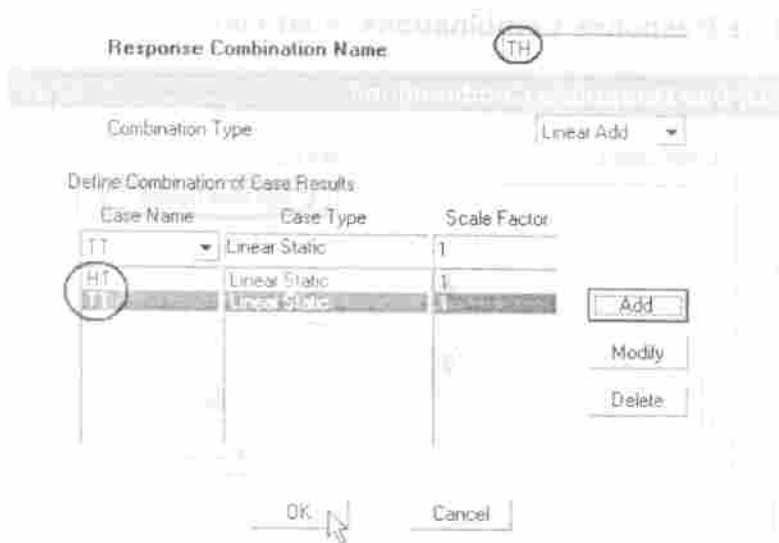 Response Combination Name TH
Combination Type Linear Add
Define Combination of Case Results
Case Name Case Type Scale Factor
TT Linear Static 1
HT Linear Static 1
TT Linear Static 1
Add
Modify
Delete
OK Cancel